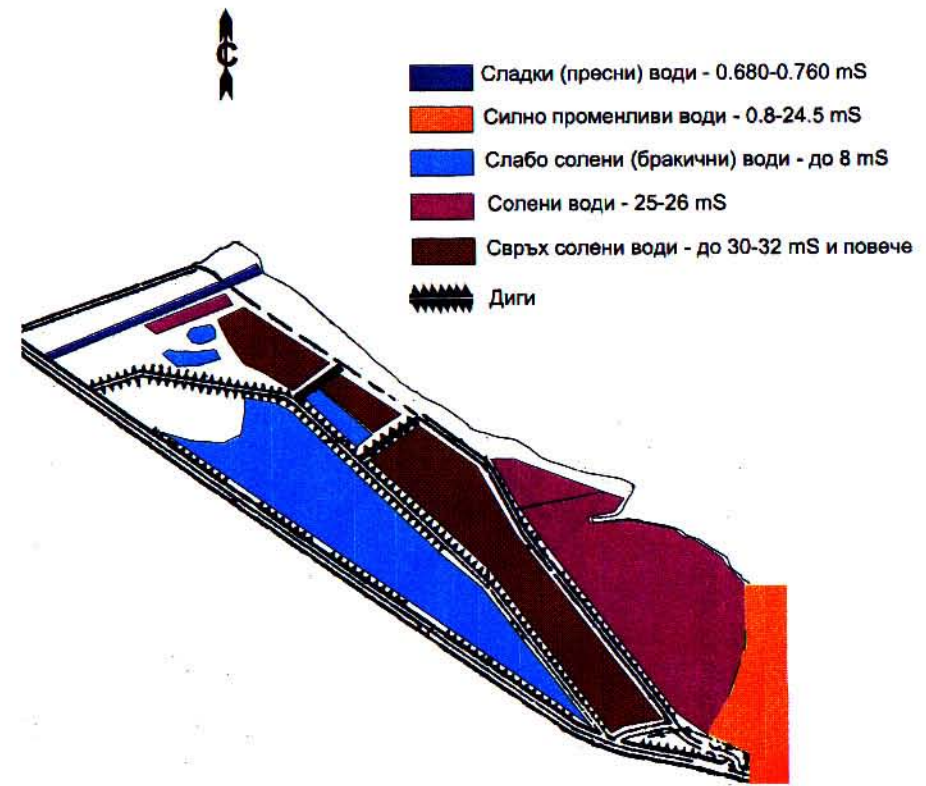 С
Сладки (пресни) води - 0.680-0.760 mS
Силно променливи води - 0.8-24.5 mS
Слабо солени (бракични) води - до 8 mS
Солени води - 25-26 mS
Свръх солени води - до 30-32 mS и повече
Диги